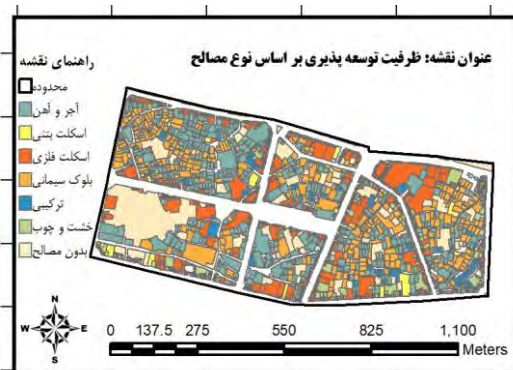 عنوان نقشه: ظرفیت توسعه پذیری بر اساس نوع مصالح
راهنمای نقشه
محدوده
آجر و آهن
اسکلت بتنی
اسکلت فلزی
بلوک سیمانی
ترکیبی
خشت و چوب
بدون مصالح
N
W E
S
0 137.5 275 550 825 1,100
Meters